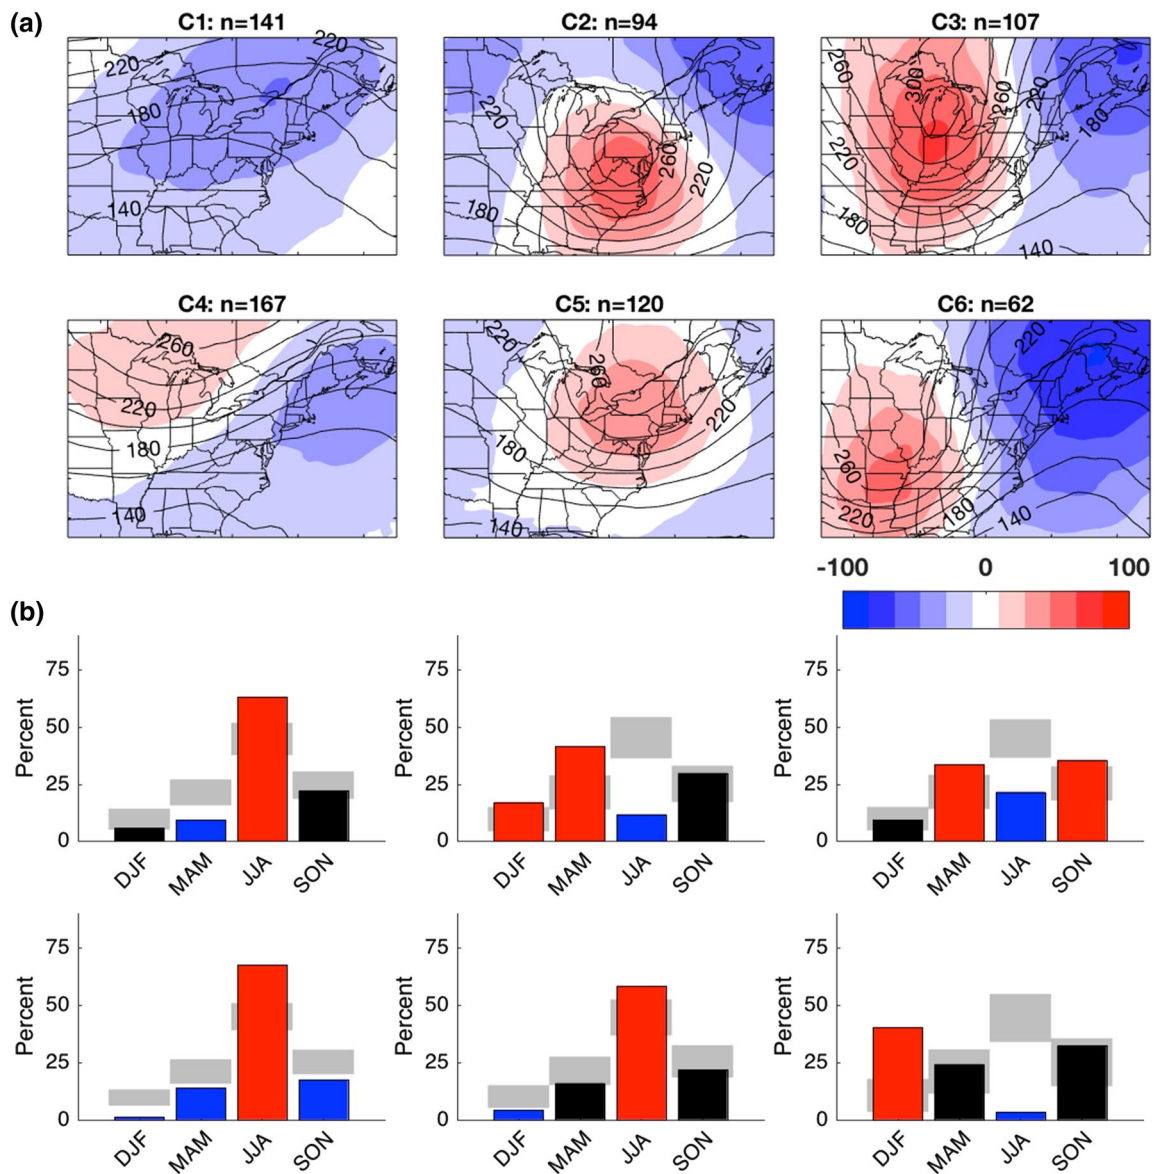 (a)
C1: n=141 C2: n=94 C3: n=107
220 220 180 140
220 260 220 180
260 300 260 220 180 220 180 140
C4: n=167 C5: n=120 C6: n=62
260 220 180 140
220 260 220 180 140
220 260 220 180 140
-100 0 100
(b)
Percent 75 50 25 0 DJF MAM JJA SON
Percent 75 50 25 0 DJF MAM JJA SON
Percent 75 50 25 0 DJF MAM JJA SON
Percent 75 50 25 0 DJF MAM JJA SON
Percent 75 50 25 0 DJF MAM JJA SON
Percent 75 50 25 0 DJF MAM JJA SON